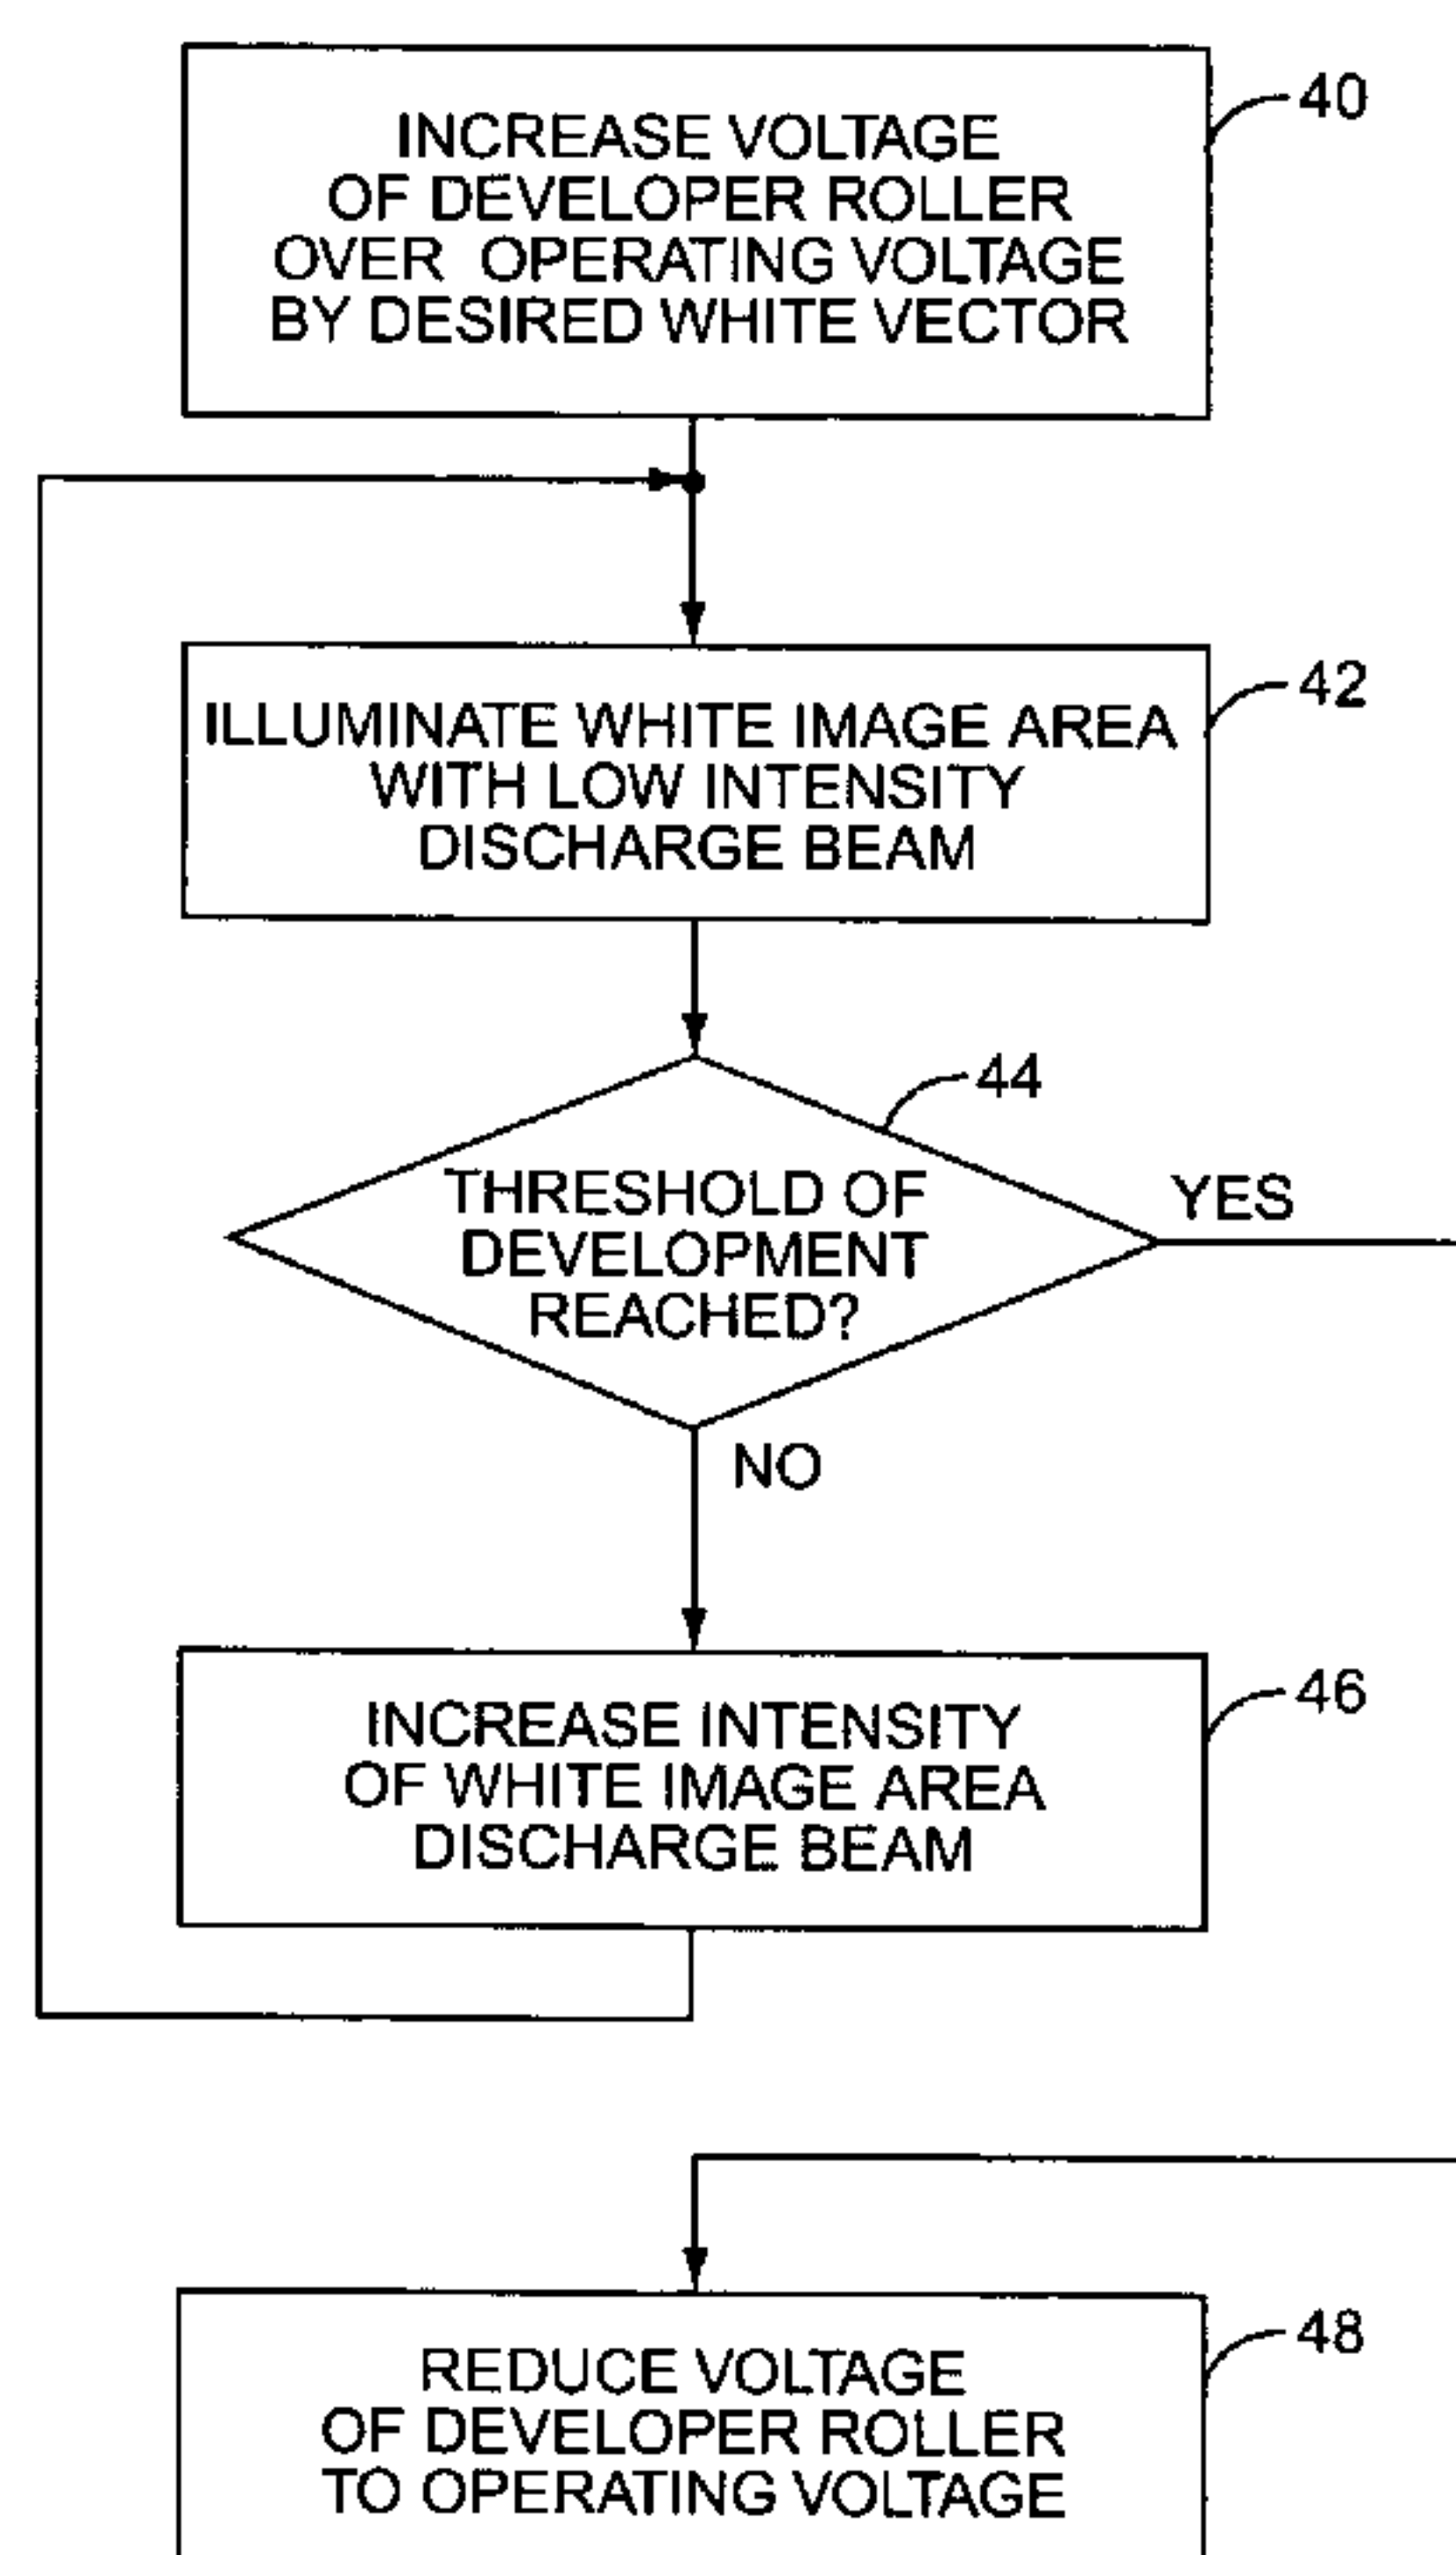 INCREASE VOLTAGE
OF DEVELOPER ROLLER
OVER OPERATING VOLTAGE
BY DESIRED WHITE VECTOR
40
ILLUMINATE WHITE IMAGE AREA
WITH LOW INTENSITY
DISCHARGE BEAM
42
44
THRESHOLD OF
DEVELOPMENT
REACHED?
YES
NO
INCREASE INTENSITY
OF WHITE IMAGE AREA
DISCHARGE BEAM
46
REDUCE VOLTAGE
OF DEVELOPER ROLLER
TO OPERATING VOLTAGE
48